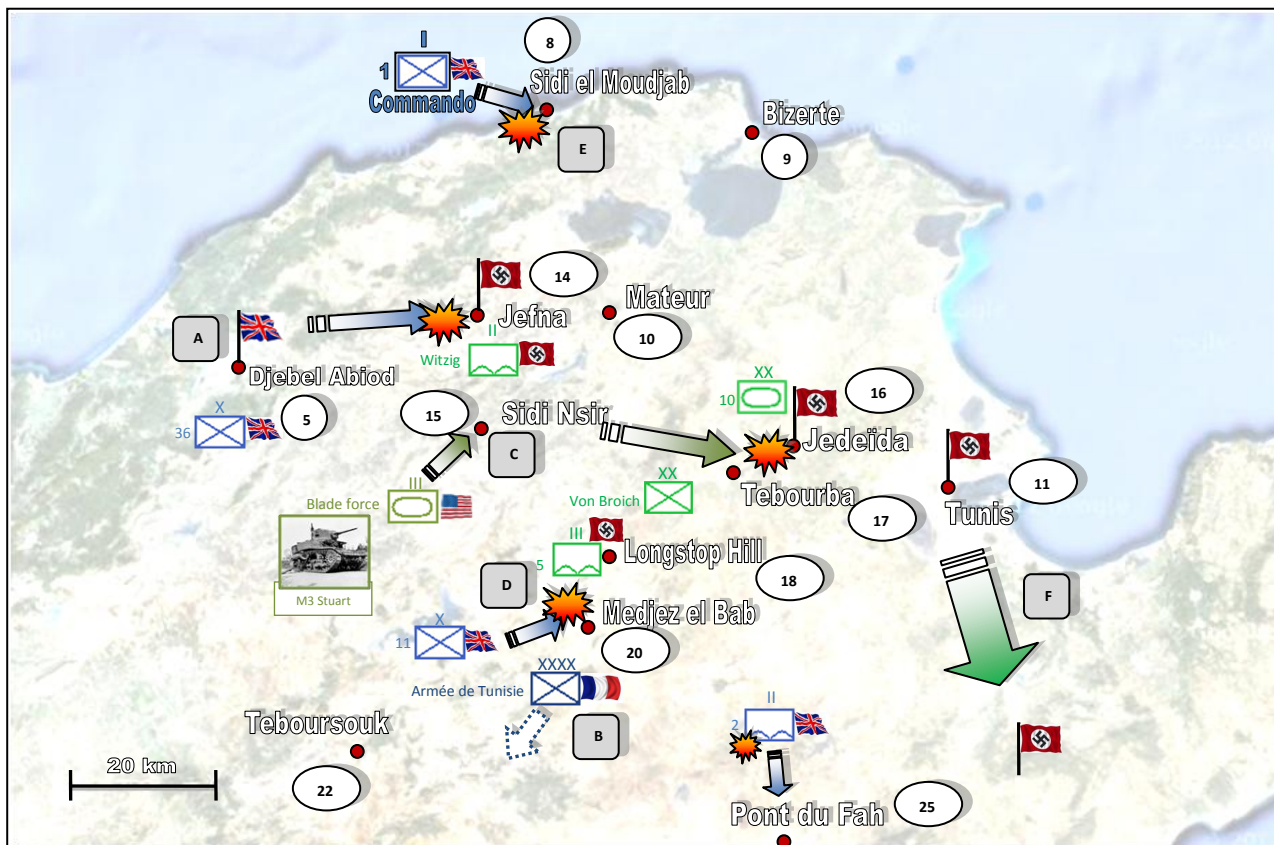 I
8
1
Commando
Sidi el Moudjab
E
Bizerte
9
14
Jefna
Mateur
10
A
Djebel Abiod
II
Witzig
X
36
5
15
Sidi Nsir
C
XX
10
16
Jedeïda
III
Blade force
M3 Stuart
XX
Von Broich
Tebourba
17
Tunis
11
III
5
Longstop Hill
18
D
F
Medjez el Bab
X
11
20
XXXX
Armée de Tunisie
B
II
2
Teboursouk
20 km
22
Pont du Fah
25